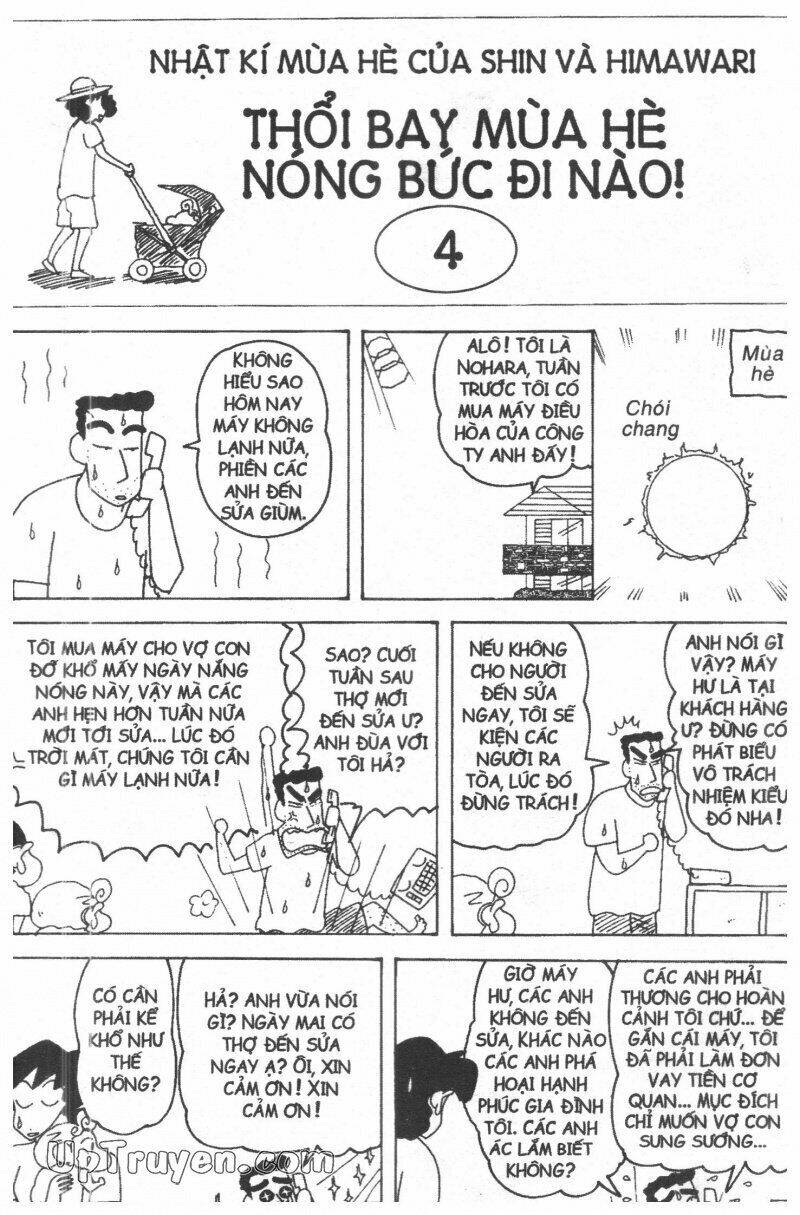 NHẬT KÍ MÙA HÈ CỦA SHIN VÀ HIMAWARI
THỔI BAY MÙA HÈ
NÓNG BỨC ĐI NÀO!
4
Mùa
hè
Chói
chang
ALÔ! TÔI LÀ
NOHARA, TUẦN
TRƯỚC TÔI CÓ
MUA MÁY ĐIỀU
HÒA CỦA CÔNG
TY ANH ĐẤY!
KHÔNG
HIỂU SAO
HÔM NAY
MÁY KHÔNG
LẠNH NỮA,
PHIỀN CÁC
ANH ĐẾN
SỬA GIÙM.
ANH NÓI GÌ
VẬY? MÁY
HƯ LÀ TẠI
KHÁCH HÀNG
Ư? ĐỪNG CÓ
PHÁT BIỂU
VÔ TRÁCH
NHIỆM KIỂU
ĐÓ NHA!
NẾU KHÔNG
CHO NGƯỜI
ĐẾN SỬA
NGAY, TÔI SẼ
KIỆN CÁC
NGƯỜI RA
TÒA, LÚC ĐÓ
ĐỪNG TRÁCH!
SAO? CUỐI
TUẦN SAU
THỢ MỚI
ĐẾN SỬA Ư?
ANH ĐÙA VỚI
TÔI HẢ?
TÔI MUA MÁY CHO VỢ CON
ĐỠ KHỔ MẤY NGÀY NẮNG
NÓNG NÀY, VẬY MÀ CÁC
ANH HẸN HƠN TUẦN NỮA
MỚI TỚI SỬA... LÚC ĐÓ
TRỜI MÁT, CHÚNG TÔI CẦN
GÌ MÁY LẠNH NỮA!
CÁC ANH PHẢI
THƯƠNG CHO HOÀN
CẢNH TÔI CHỨ... ĐỂ
GẮN CÁI MÁY, TÔI
ĐÃ PHẢI LÀM ĐƠN
VAY TIỀN CƠ
QUAN... MỤC ĐÍCH
CHỈ MUỐN VỢ CON
SUNG SƯỚNG...
GIỜ MÁY
HƯ, CÁC ANH
KHÔNG ĐẾN
SỬA, KHÁC NÀO
CÁC ANH PHÁ
HOẠI HẠNH
PHÚC GIA ĐÌNH
TÔI. CÁC ANH
ÁC LẮM BIẾT
KHÔNG?
HẢ? ANH VỪA NÓI
GÌ? NGÀY MAI CÓ
THỢ ĐẾN SỬA
NGAY Ạ? ÔI, XIN
CẢM ƠN! XIN
CẢM ƠN!
CÓ CẦN
PHẢI KỂ
KHỔ NHƯ
THẾ
KHÔNG?
UpTruyen.com